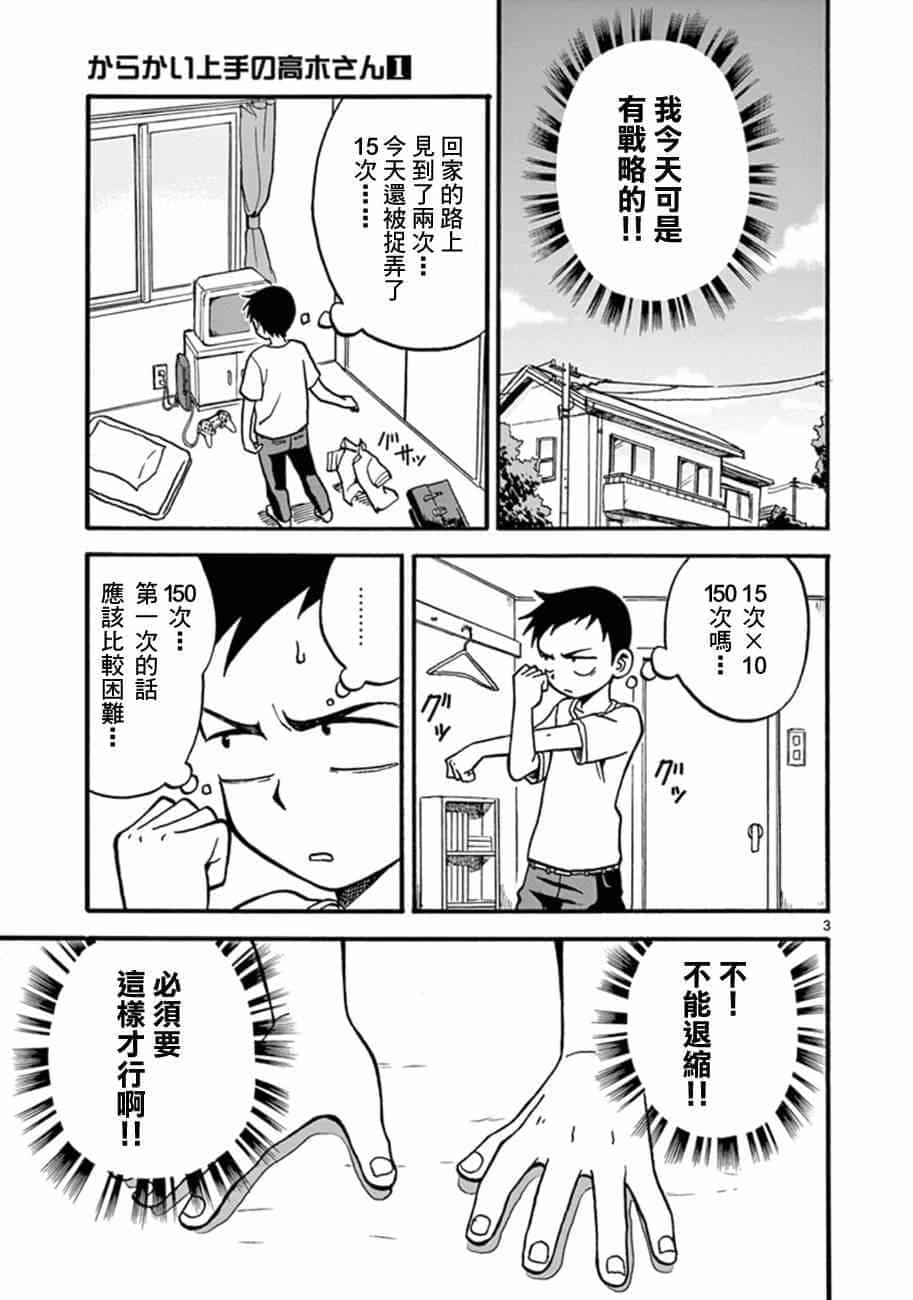 からかい上手の高木さん1
我今天可是
有戰略的!!
回家的路上
見到了兩次…
今天還被捉弄了
15次……
ガサッ
15次×10
150次嗎…
グッ
グッ
………
150次…
第一次的話
應該比較困難…
3
不!
不能退縮!!
必須要
這樣才行啊!!